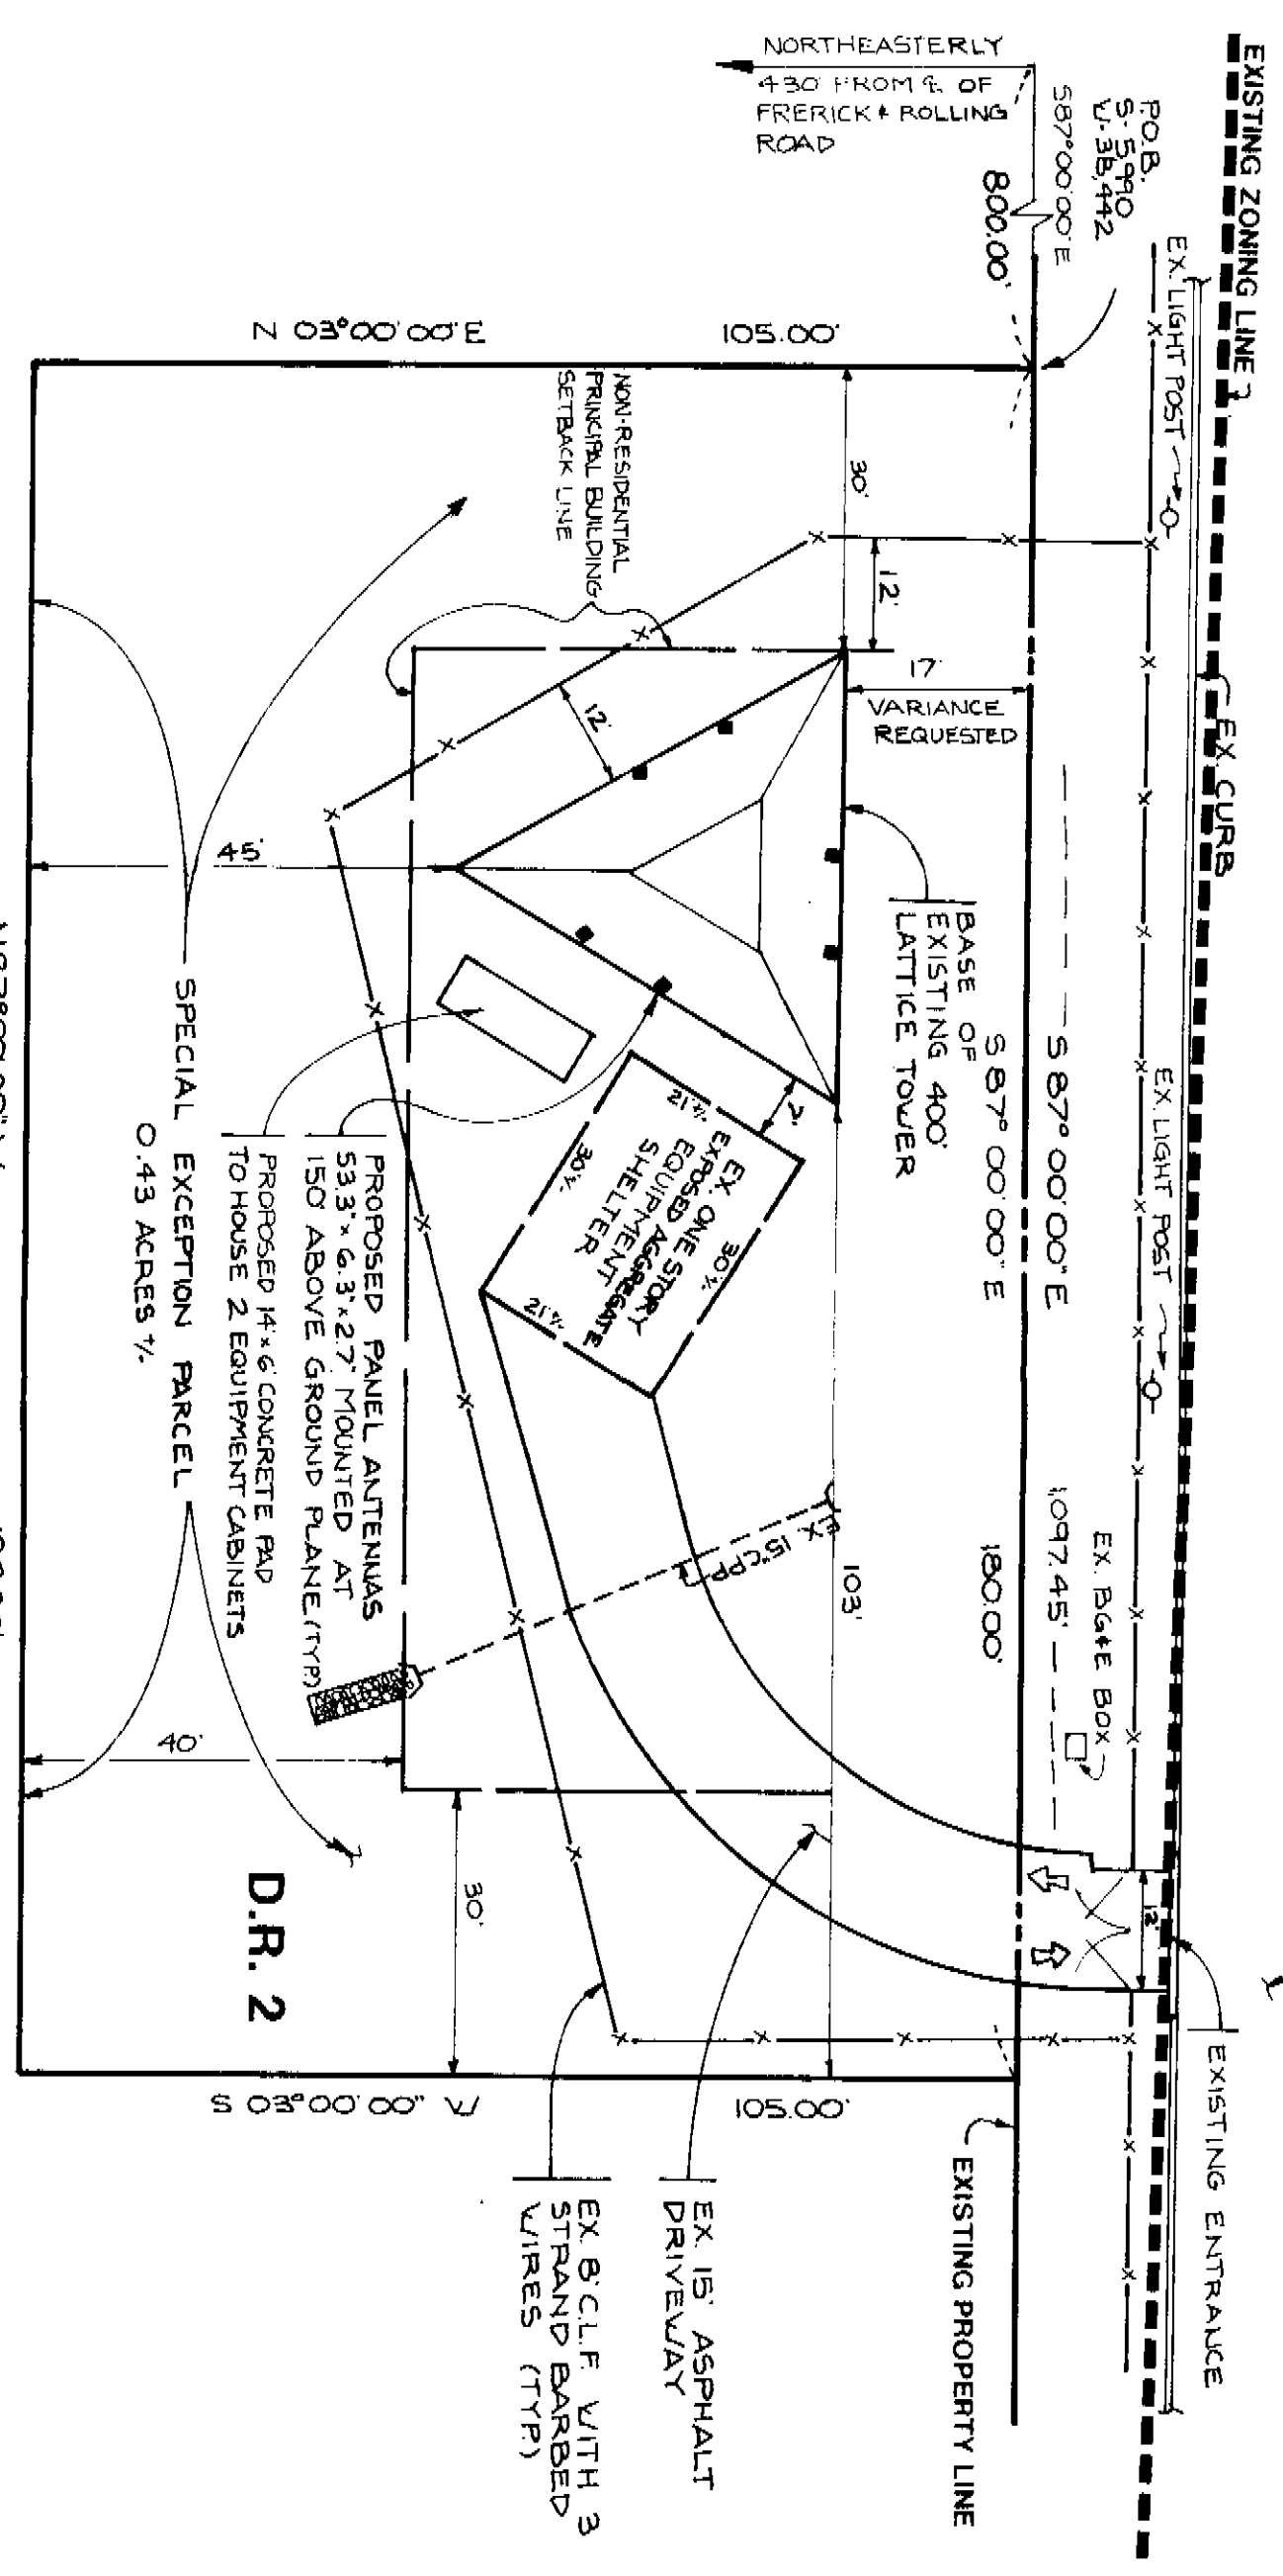 EXISTING ZONING LINE
NORTHEASTERLY
430' FROM ℄ OF
FRERICK & ROLLING
ROAD
P.O.B.
S-5,990
W-38,442
S87°00'00"E
800.00'
EX. LIGHT POST
EX. CURB
N 03°00'00"E
105.00'
NON-RESIDENTIAL
PRINCIPAL BUILDING
SETBACK LINE
30'
12'
17'
VARIANCE
REQUESTED
12'
45'
BASE OF
EXISTING 400'
LATTICE TOWER
S 87°00'00"E
S 87°00'00"E
1,097.45'
180.00'
EX. LIGHT POST
EX. BG&E BOX
7'
EX. ONE STORY
EXPOSED AGGREGATE
EQUIPMENT
SHELTER
21'+/-
30'+/-
30'+/-
21'+/-
EX. 15" CPP
103'
PROPOSED PANEL ANTENNAS
53.3" x 6.3" x 2.7" MOUNTED AT
150' ABOVE GROUND PLANE (TYP.)
PROPOSED 14' x 6' CONCRETE PAD
TO HOUSE 2 EQUIPMENT CABINETS
SPECIAL EXCEPTION PARCEL
0.43 ACRES +/-
40'
30'
D.R. 2
12'
EXISTING ENTRANCE
S 03°00'00" W
105.00'
EXISTING PROPERTY LINE
EX. 15' ASPHALT
DRIVEWAY
EX. 8' C.L.F. WITH 3
STRAND BARBED
WIRES (TYP.)